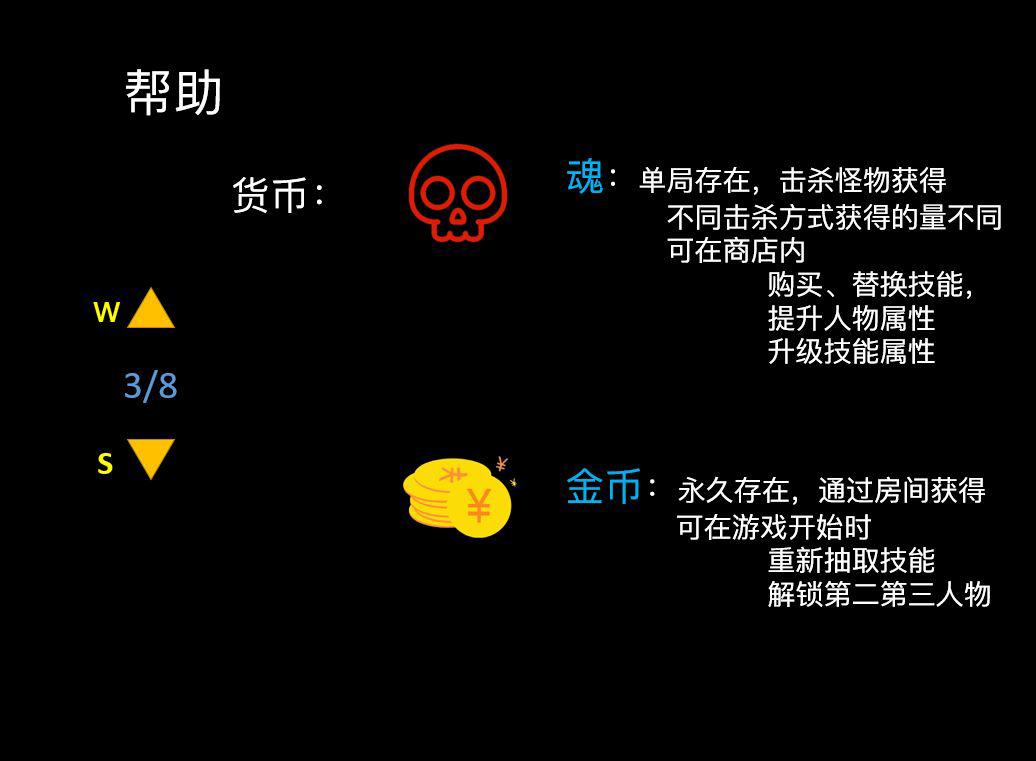 帮助
货币：
魂：单局存在，击杀怪物获得
不同击杀方式获得的量不同
可在商店内
购买、替换技能，
提升人物属性
升级技能属性
W
3/8
S
¥
¥
¥
金币：永久存在，通过房间获得
可在游戏开始时
重新抽取技能
解锁第二第三人物